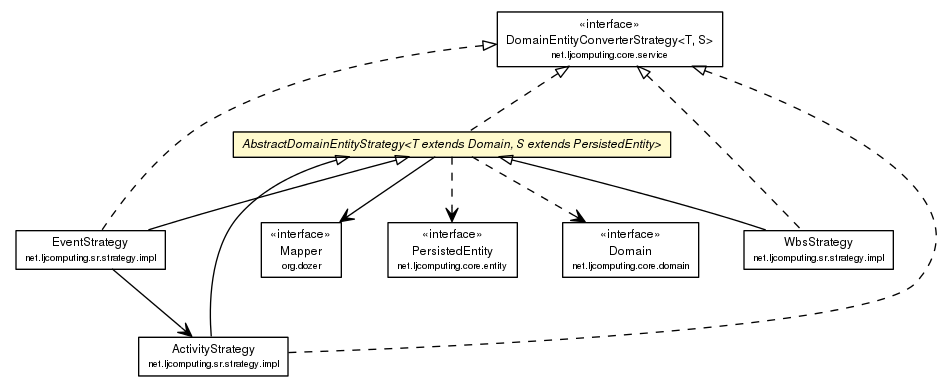 «interface»
DomainEntityConverterStrategy<T, S>
net.ljcomputing.core.service
AbstractDomainEntityStrategy<T extends Domain, S extends PersistedEntity>
EventStrategy
net.ljcomputing.sr.strategy.impl
«interface»
Mapper
org.dozer
«interface»
PersistedEntity
net.ljcomputing.core.entity
«interface»
Domain
net.ljcomputing.core.domain
WbsStrategy
net.ljcomputing.sr.strategy.impl
ActivityStrategy
net.ljcomputing.sr.strategy.impl